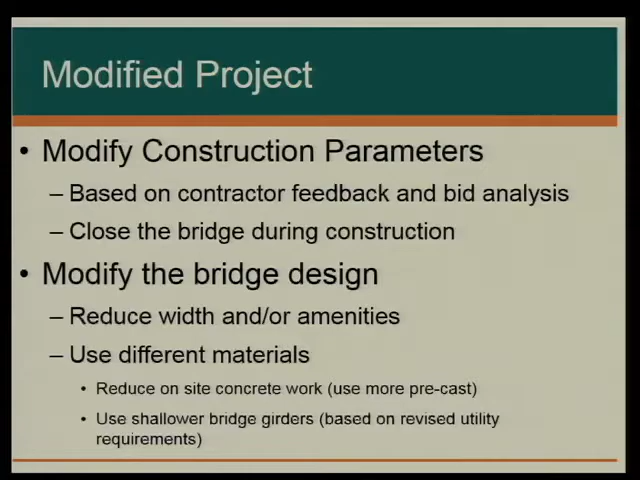 Modified Project
• Modify Construction Parameters
– Based on contractor feedback and bid analysis
– Close the bridge during construction
• Modify the bridge design
– Reduce width and/or amenities
– Use different materials
• Reduce on site concrete work (use more pre-cast)
• Use shallower bridge girders (based on revised utility
requirements)